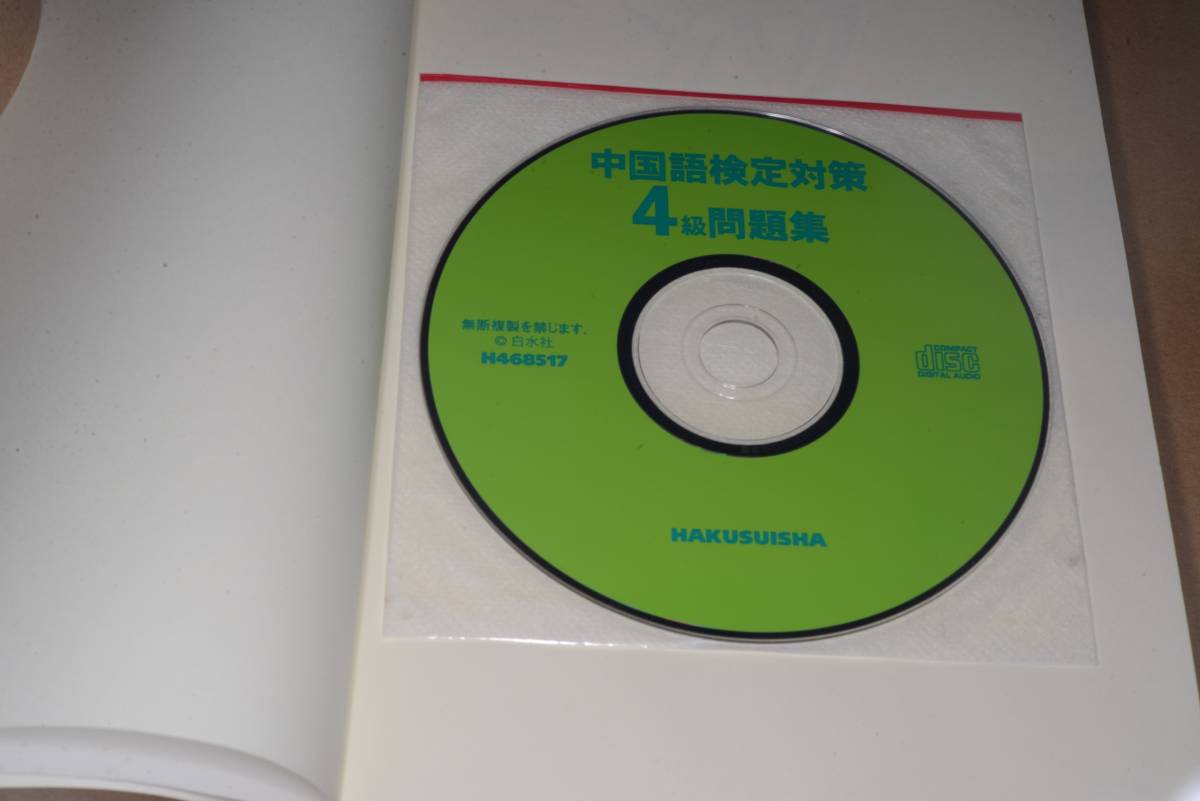 中国語検定対策
4級問題集
無断複製を禁じます.
© 白水社
H468517
COMPACT
disc
DIGITAL AUDIO
HAKUSUISHA